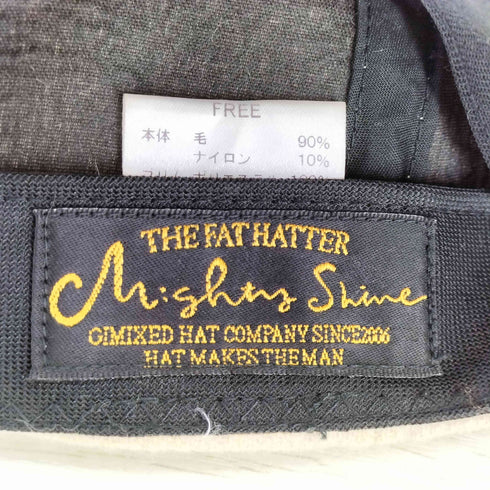 FREE
本体 毛 90%
ナイロン 10%
THE FAT HATTER
Mighty Shine
GIMIXED HAT COMPANY SINCE2006
HAT MAKES THE MAN